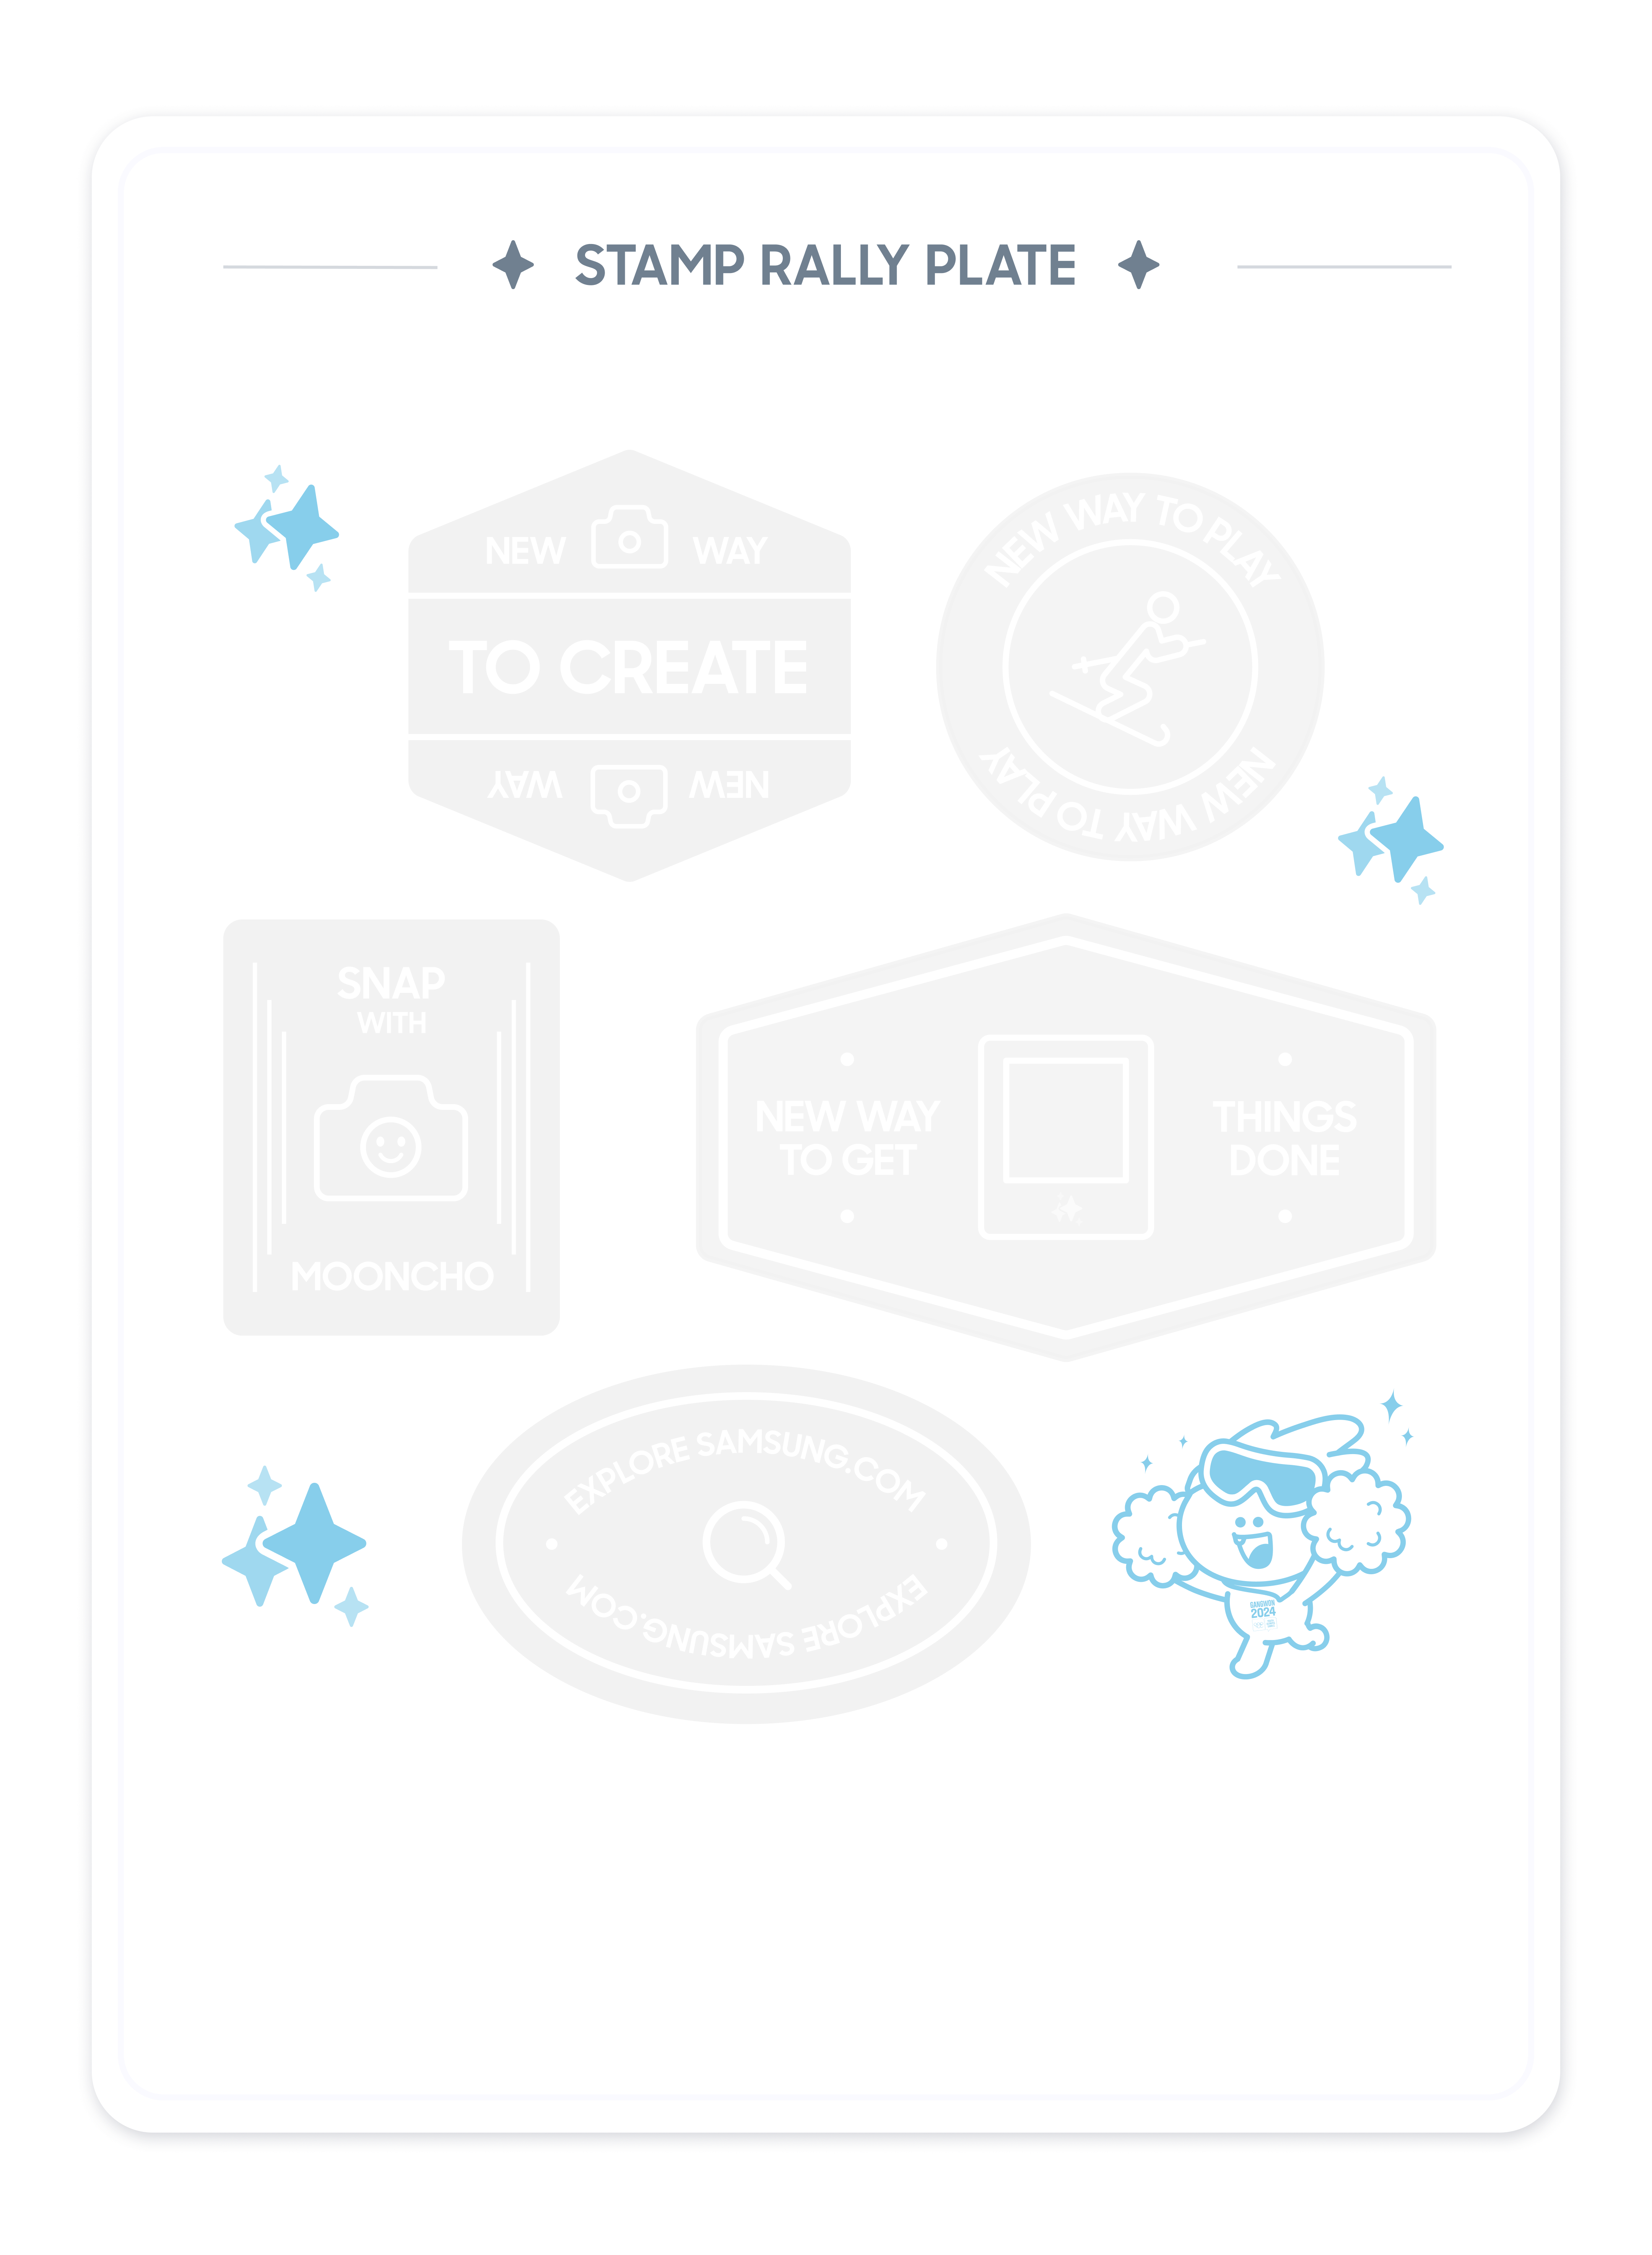 STAMP RALLY PLATE
NEW WAY
TO CREATE
NEW WAY
NEW WAY TO PLAY
NEW WAY TO PLAY
SNAP
WITH
MOONCHO
NEW WAY
TO GET
THINGS
DONE
EXPLORE SAMSUNG.COM
EXPLORE SAMSUNG.COM
GANGWON
2024